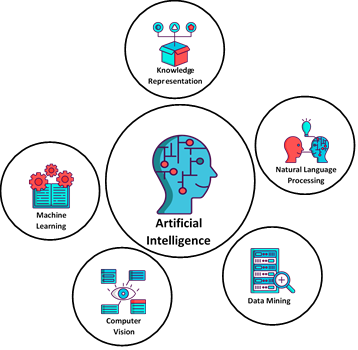 Knowledge
Representation
Natural Language
Processing
Artificial
Intelligence
Machine
Learning
Data Mining
Computer
Vision